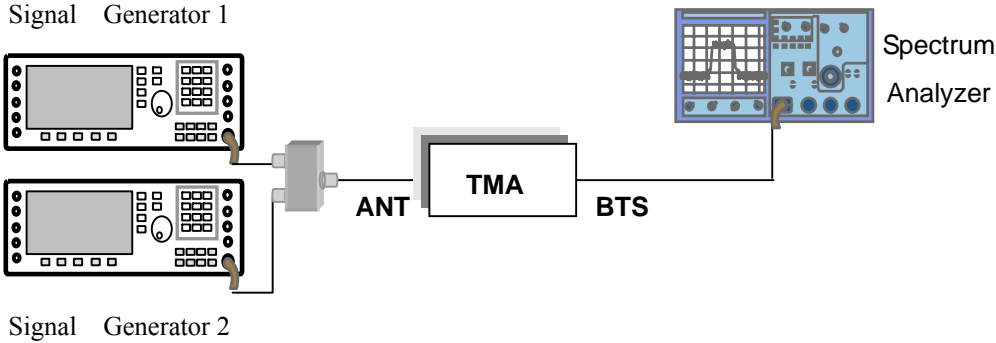 Signal Generator 1
Spectrum
Analyzer
TMA
ANT
BTS
Signal Generator 2